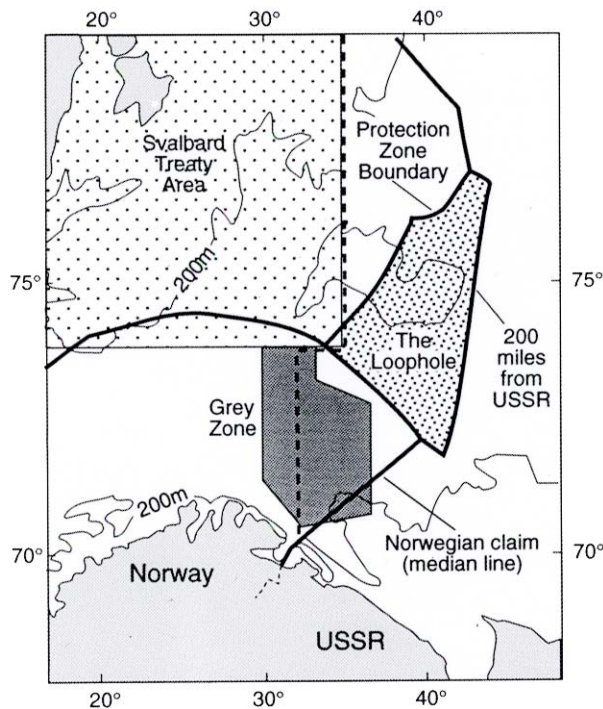 20°
30°
40°
Svalbard
Treaty
Area
Protection
Zone
Boundary
200m
75°
75°
The
Loophole
200
miles
from
USSR
Grey
Zone
200m
Norwegian claim
(median line)
70°
70°
Norway
USSR
20°
30°
40°